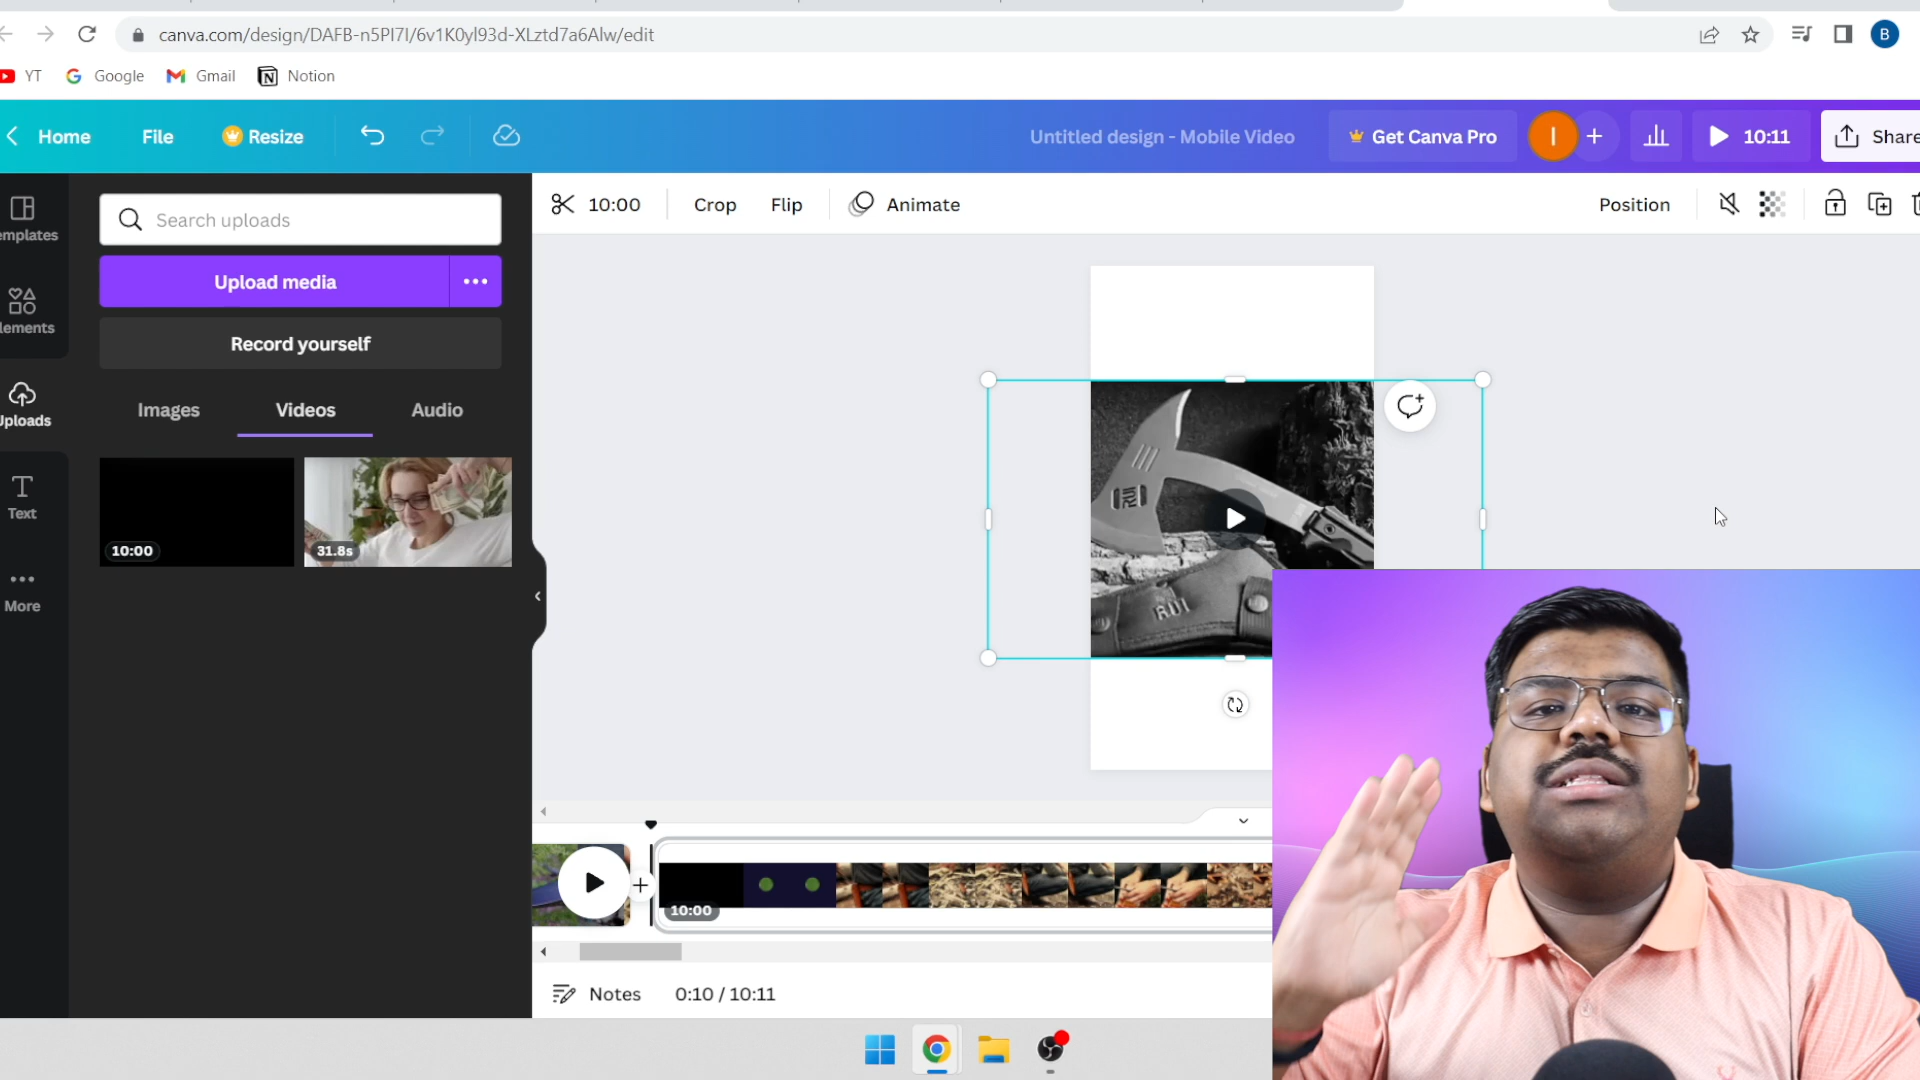 canva.com/design/DAFB-n5PI7I/6v1K0yl93d-XLztd7a6Alw/edit
B
YT
Google
Gmail
Notion
Home
File
Resize
Untitled design - Mobile Video
Get Canva Pro
I
+
10:11
Share
10:00
Crop
Flip
Animate
Position
emplates
Search uploads
Upload media
lements
Record yourself
Uploads
Images
Videos
Audio
Text
10:00
31.8s
More
RUI
RUI
10:00
Notes
0:10 / 10:11